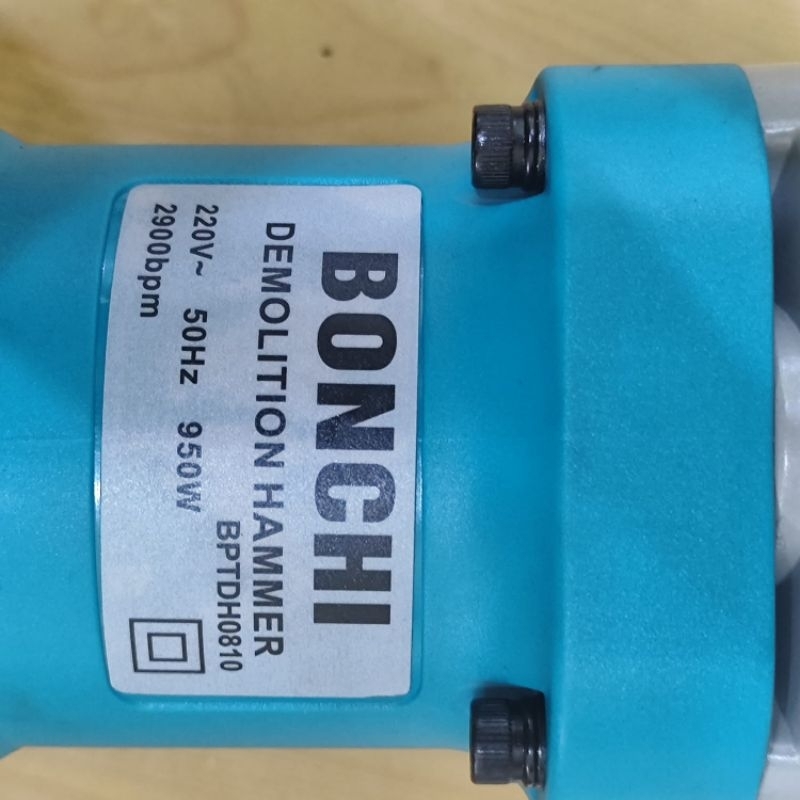 BONCHI
DEMOLITION HAMMER
BPTDH0810
220V~ 50Hz 950W
2900bpm